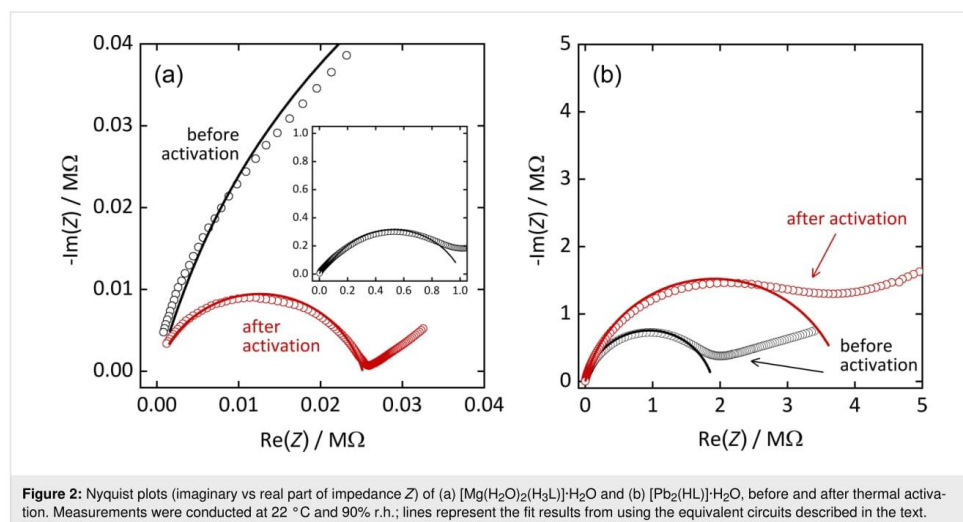 (a)
before
activation
after
activation
-Im(Z) / MΩ
0.04
0.03
0.02
0.01
0.00
0.00
0.01
0.02
0.03
0.04
Re(Z) / MΩ
1.0
0.8
0.6
0.4
0.2
0.0
0.0 0.2 0.4 0.6 0.8 1.0
(b)
after activation
before
activation
-Im(Z) / MΩ
5
4
3
2
1
0
0
1
2
3
4
5
Re(Z) / MΩ
Figure 2: Nyquist plots (imaginary vs real part of impedance Z) of (a) [Mg(H₂O)₂(H₃L)]·H₂O and (b) [Pb₂(HL)]·H₂O, before and after thermal activa-
tion. Measurements were conducted at 22 °C and 90% r.h.; lines represent the fit results from using the equivalent circuits described in the text.